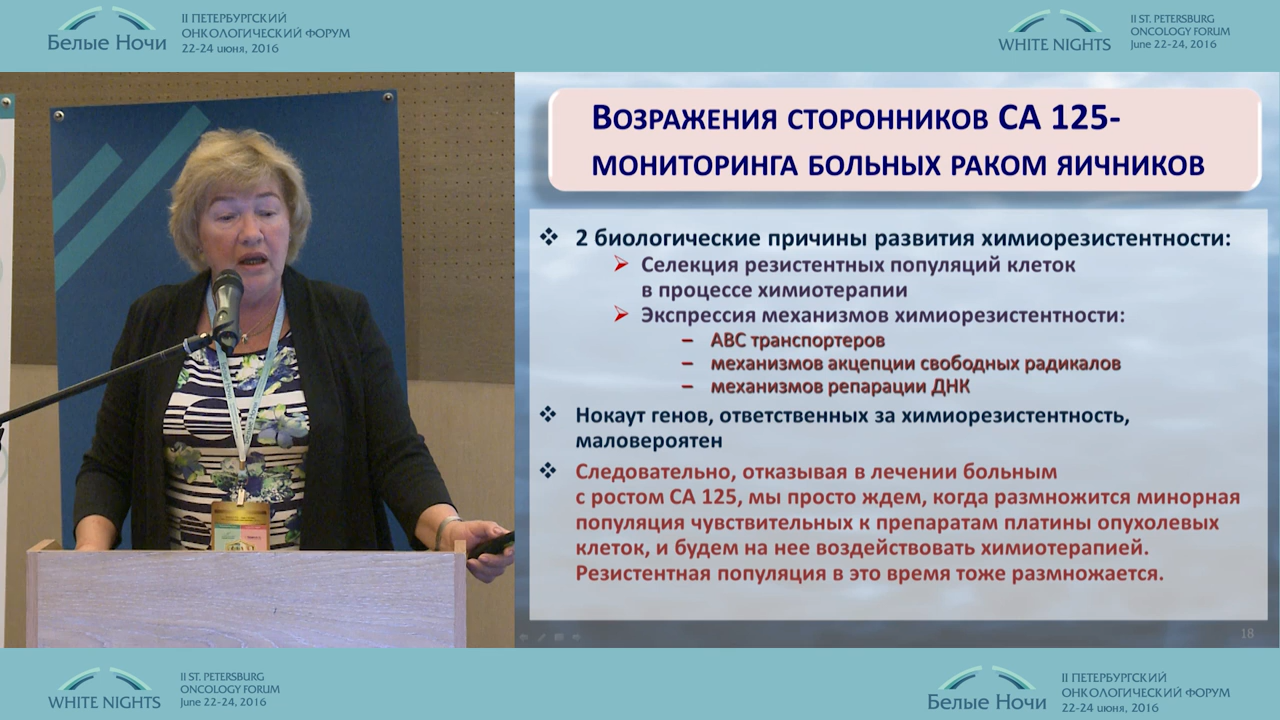 Белые Ночи
II ПЕТЕРБУРГСКИЙ
ОНКОЛОГИЧЕСКИЙ ФОРУМ
22-24 июня, 2016
WHITE NIGHTS
II ST. PETERSBURG
ONCOLOGY FORUM
June 22-24, 2016
ВОЗРАЖЕНИЯ СТОРОННИКОВ СА 125-
МОНИТОРИНГА БОЛЬНЫХ РАКОМ ЯИЧНИКОВ
❖ 2 биологические причины развития химиорезистентности:
➢ Селекция резистентных популяций клеток
в процессе химиотерапии
➢ Экспрессия механизмов химиорезистентности:
– АВС транспортеров
– механизмов акцепции свободных радикалов
– механизмов репарации ДНК
❖ Нокаут генов, ответственных за химиорезистентность,
маловероятен
❖ Следовательно, отказывая в лечении больным
с ростом СА 125, мы просто ждем, когда размножится минорная
популяция чувствительных к препаратам платины опухолевых
клеток, и будем на нее воздействовать химиотерапией.
Резистентная популяция в это время тоже размножается.
18
WHITE NIGHTS
II ST. PETERSBURG
ONCOLOGY FORUM
June 22-24, 2016
Белые Ночи
II ПЕТЕРБУРГСКИЙ
ОНКОЛОГИЧЕСКИЙ ФОРУМ
22-24 июня, 2016